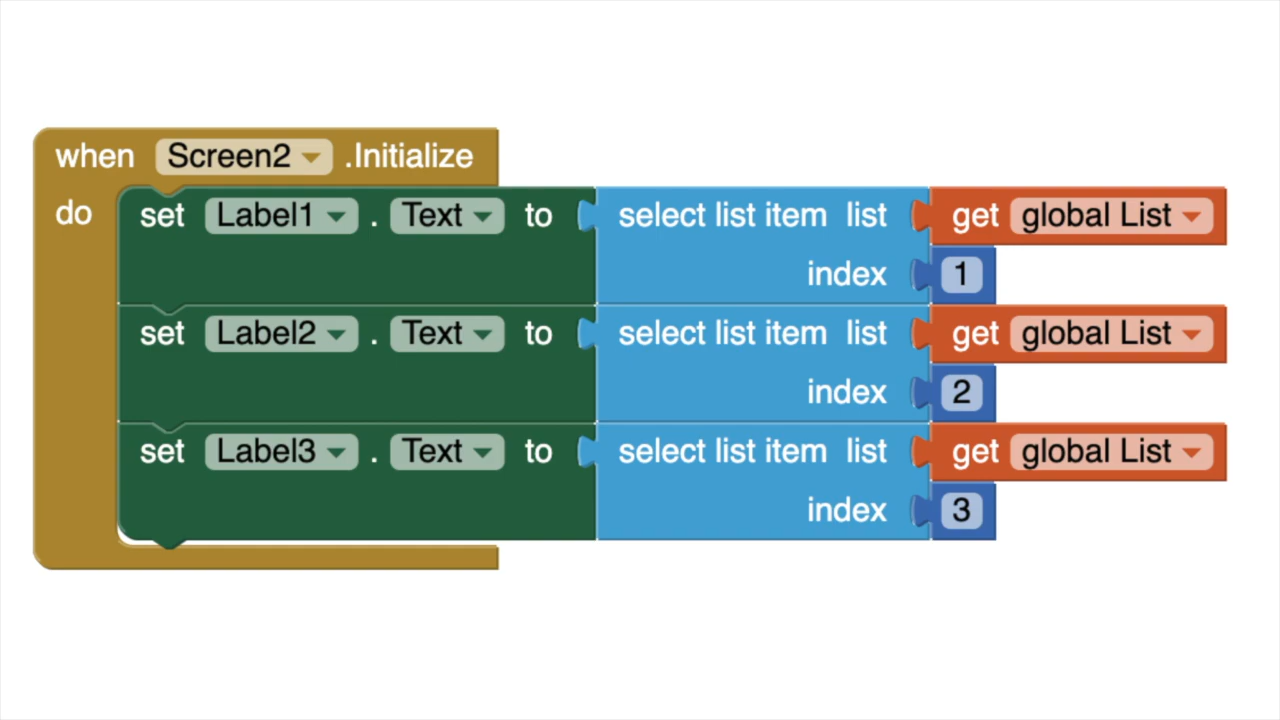 when Screen2 .Initialize
do set Label1 . Text to select list item list get global List
index 1
set Label2 . Text to select list item list get global List
index 2
set Label3 . Text to select list item list get global List
index 3